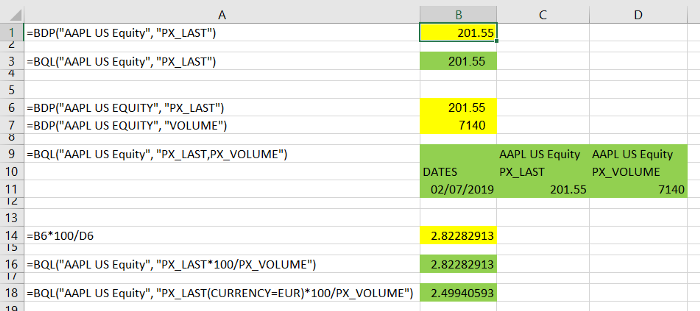 A B C D
1 =BDP("AAPL US Equity", "PX_LAST") 201.55
2
3 =BQL("AAPL US Equity", "PX_LAST") 201.55
4
5
6 =BDP("AAPL US EQUITY", "PX_LAST") 201.55
7 =BDP("AAPL US EQUITY", "VOLUME") 7140
8
9 =BQL("AAPL US Equity", "PX_LAST,PX_VOLUME") AAPL US Equity AAPL US Equity
10 DATES PX_LAST PX_VOLUME
11 02/07/2019 201.55 7140
12
13
14 =B6*100/D6 2.82282913
15
16 =BQL("AAPL US Equity", "PX_LAST*100/PX_VOLUME") 2.82282913
17
18 =BQL("AAPL US Equity", "PX_LAST(CURRENCY=EUR)*100/PX_VOLUME") 2.49940593
19